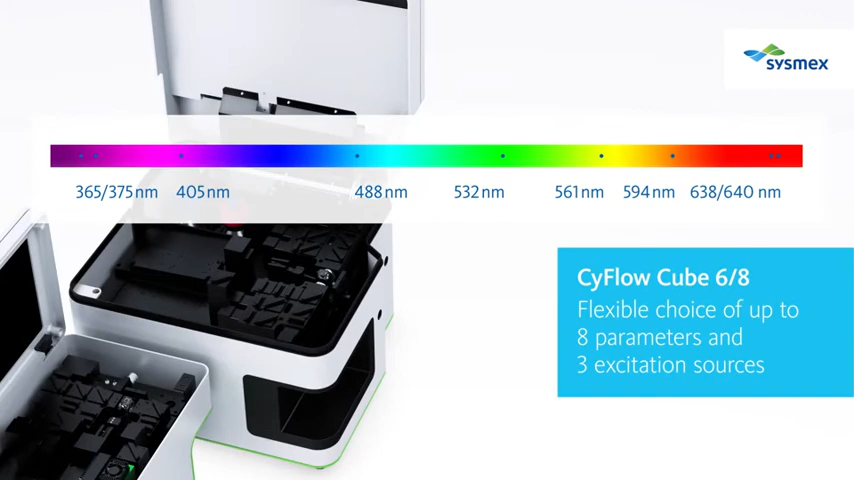 sysmex
365/375 nm 405 nm 488 nm 532 nm 561 nm 594 nm 638/640 nm
CyFlow Cube 6/8
Flexible choice of up to
8 parameters and
3 excitation sources